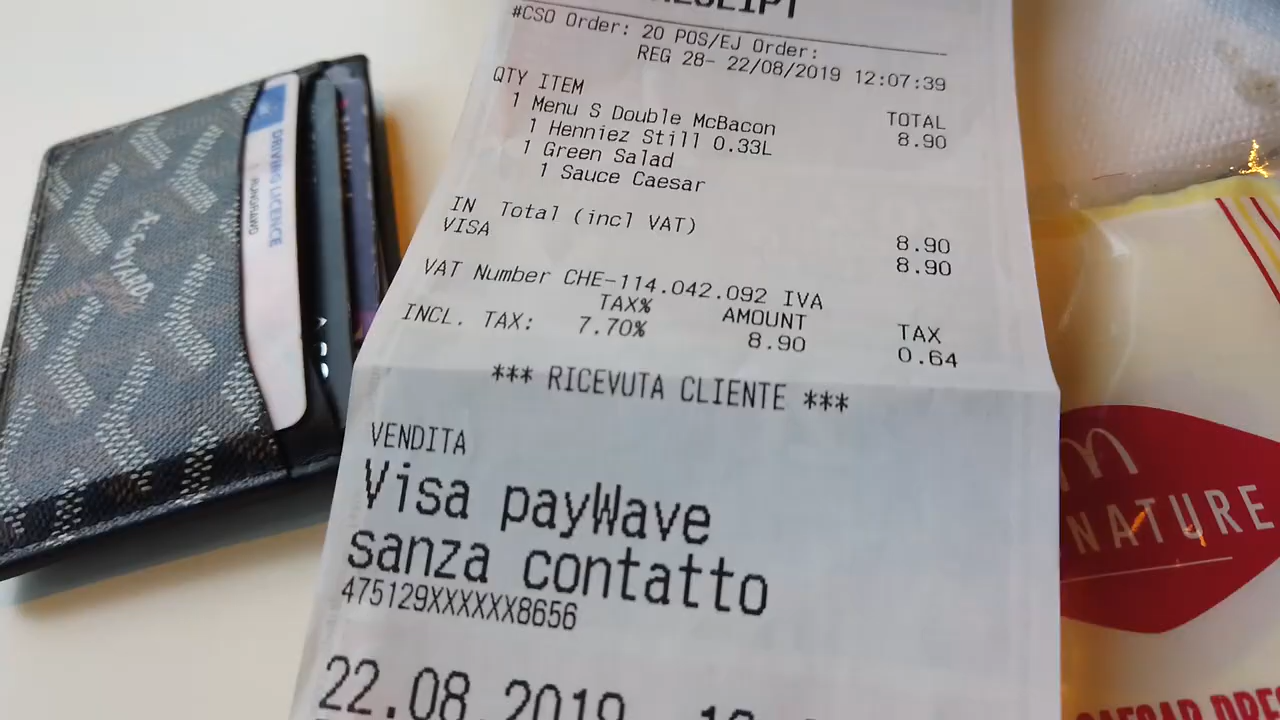 RECEIPT
#CSO Order: 20 POS/EJ Order:
REG 28- 22/08/2019 12:07:39
QTY ITEM TOTAL
1 Menu S Double McBacon 8.90
1 Henniez Still 0.33L
1 Green Salad
1 Sauce Caesar
IN Total (incl VAT) 8.90
VISA 8.90
VAT Number CHE-114.042.092 IVA
TAX% AMOUNT TAX
INCL. TAX: 7.70% 8.90 0.64
*** RICEVUTA CLIENTE ***
VENDITA
Visa payWave
sanza contatto
475129XXXXXX8656
22.08.2019
DRIVING LICENCE
GOYARD
NATURE